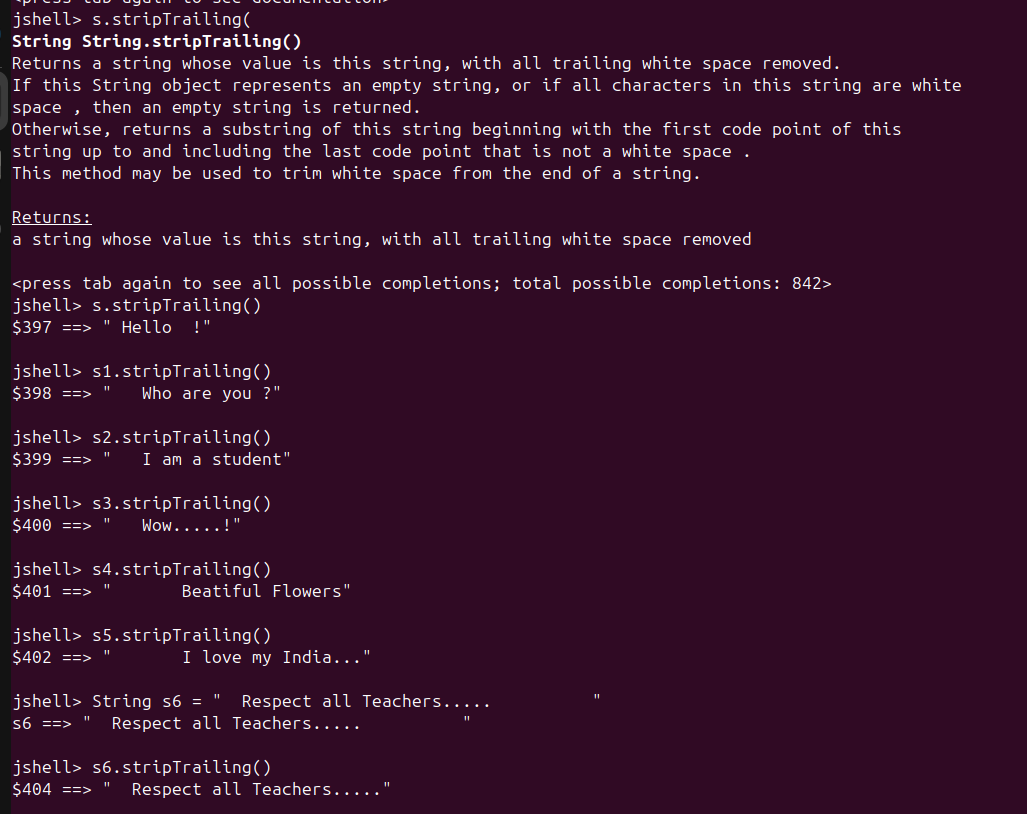 <press tab again to see documentation>
jshell> s.stripTrailing(
String String.stripTrailing()
Returns a string whose value is this string, with all trailing white space removed.
If this String object represents an empty string, or if all characters in this string are white
space , then an empty string is returned.
Otherwise, returns a substring of this string beginning with the first code point of this
string up to and including the last code point that is not a white space .
This method may be used to trim white space from the end of a string.
Returns:
a string whose value is this string, with all trailing white space removed
<press tab again to see all possible completions; total possible completions: 842>
jshell> s.stripTrailing()
$397 ==> " Hello  !"
jshell> s1.stripTrailing()
$398 ==> "   Who are you ?"
jshell> s2.stripTrailing()
$399 ==> "   I am a student"
jshell> s3.stripTrailing()
$400 ==> "   Wow.....!"
jshell> s4.stripTrailing()
$401 ==> "       Beatiful Flowers"
jshell> s5.stripTrailing()
$402 ==> "       I love my India..."
jshell> String s6 = "  Respect all Teachers.....          "
s6 ==> "  Respect all Teachers.....          "
jshell> s6.stripTrailing()
$404 ==> "  Respect all Teachers....."